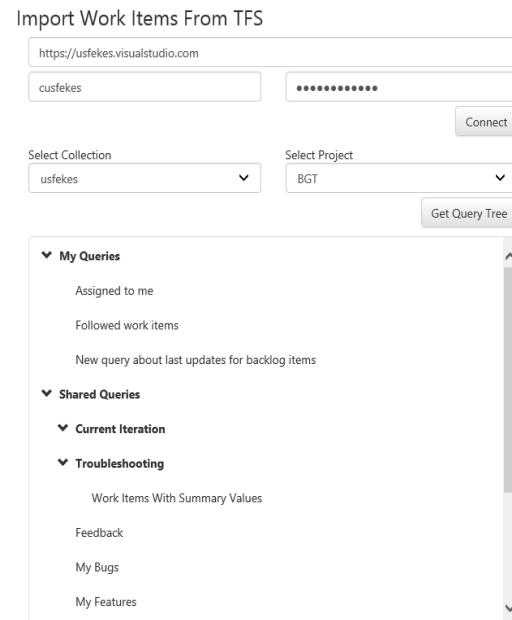 Import Work Items From TFS
https://usfekes.visualstudio.com
cusfekes
●●●●●●●●●●●●
Connect
Select Collection Select Project
usfekes BGT
Get Query Tree
My Queries
Assigned to me
Followed work items
New query about last updates for backlog items
Shared Queries
Current Iteration
Troubleshooting
Work Items With Summary Values
Feedback
My Bugs
My Features